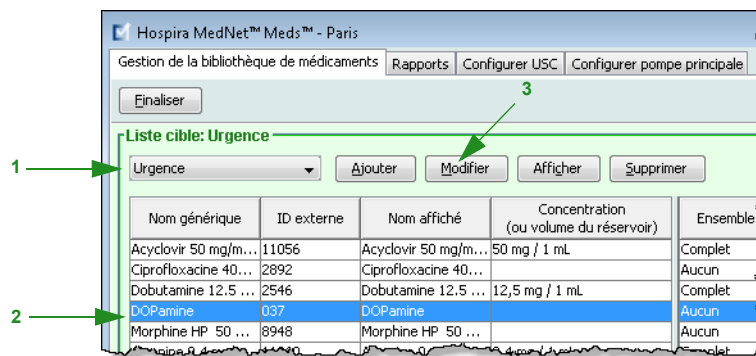 Hospira MedNet™ Meds™ - Paris
Gestion de la bibliothèque de médicaments Rapports Configurer USC Configurer pompe principale
Finaliser
3
Liste cible: Urgence
1
Urgence Ajouter Modifier Afficher Supprimer
Nom générique ID externe Nom affiché Concentration (ou volume du réservoir) Ensemble
Acyclovir 50 mg/m... 11056 Acyclovir 50 mg/m... 50 mg / 1 mL Complet
Ciprofloxacine 40... 2892 Ciprofloxacine 40... Aucun
Dobutamine 12.5 ... 2546 Dobutamine 12.5 ... 12,5 mg / 1 mL Complet
2
DOPamine 037 DOPamine Aucun
Morphine HP 50 ... 8948 Morphine HP 50 ... Aucun